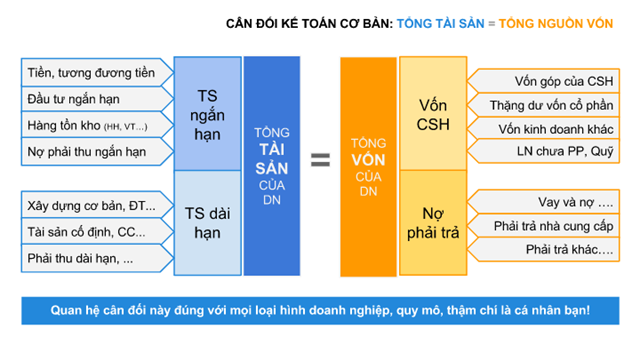 CÂN ĐỐI KẾ TOÁN CƠ BẢN: TỔNG TÀI SẢN = TỔNG NGUỒN VỐN
Tiền, tương đương tiền
Đầu tư ngắn hạn
Hàng tồn kho (HH, VT...)
Nợ phải thu ngắn hạn
TS
ngắn
hạn
Xây dựng cơ bản, ĐT...
Tài sản cố định, CC...
Phải thu dài hạn, ...
TS dài
hạn
TỔNG
TÀI
SẢN
CỦA
DN
=
TỔNG
VỐN
CỦA
DN
Vốn
CSH
Vốn góp của CSH
Thặng dư vốn cổ phần
Vốn kinh doanh khác
LN chưa PP, Quỹ
Nợ
phải trả
Vay và nợ ....
Phải trả nhà cung cấp
Phải trả khác....
Quan hệ cân đối này đúng với mọi loại hình doanh nghiệp, quy mô, thậm chí là cá nhân bạn!